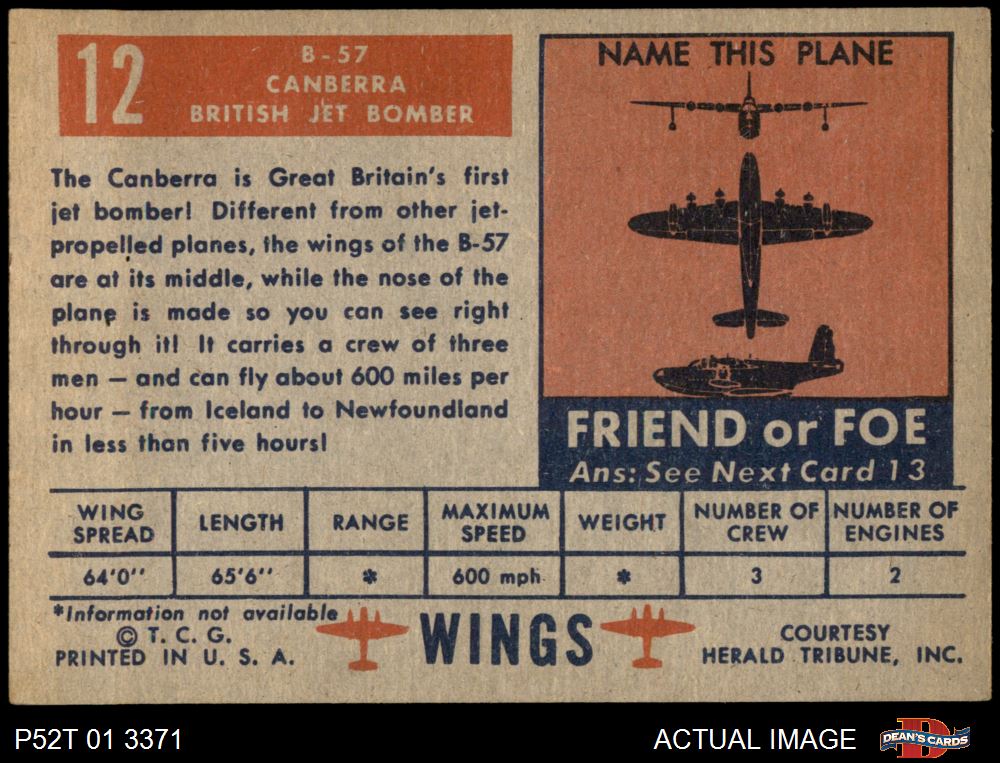 12
B-57
CANBERRA
BRITISH JET BOMBER
The Canberra is Great Britain's first
jet bomber! Different from other jet-
propelled planes, the wings of the B-57
are at its middle, while the nose of the
plane is made so you can see right
through it! It carries a crew of three
men — and can fly about 600 miles per
hour — from Iceland to Newfoundland
in less than five hours!
NAME THIS PLANE
FRIEND or FOE
Ans: See Next Card 13
WING SPREAD
LENGTH
RANGE
MAXIMUM SPEED
WEIGHT
NUMBER OF CREW
NUMBER OF ENGINES
64'0"
65'6"
*
600 mph
*
3
2
*Information not available
© T. C. G.
PRINTED IN U. S. A.
WINGS
COURTESY
HERALD TRIBUNE, INC.
P52T 01 3371
ACTUAL IMAGE
D
DEAN'S CARDS